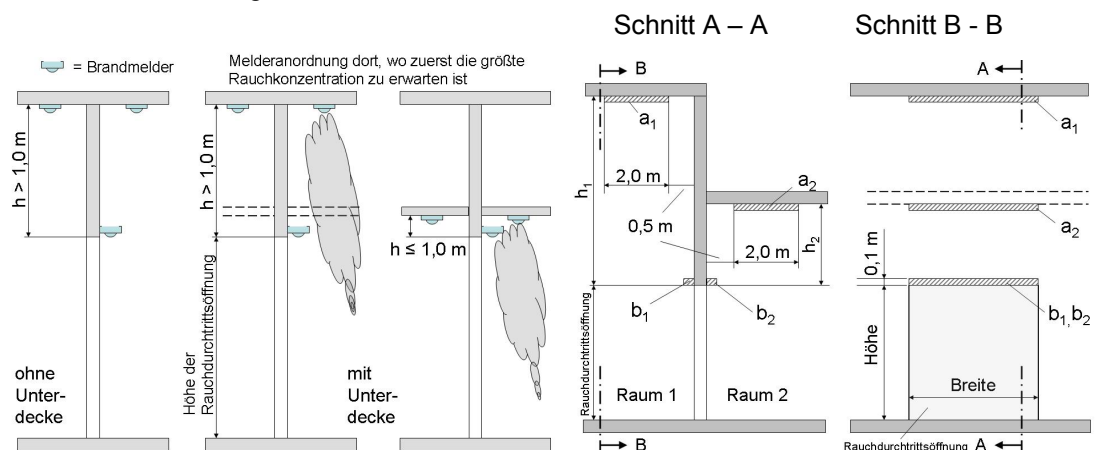 = Brandmelder
Melderanordnung dort, wo zuerst die größte
Rauchkonzentration zu erwarten ist
h > 1,0 m
h > 1,0 m
h ≤ 1,0 m
Höhe der
Rauchdurchtrittsöffnung
ohne
Unter-
decke
mit
Unter-
decke
Schnitt A – A
B
a₁
h₁
2,0 m
a₂
0,5 m
2,0 m
h₂
b₁
b₂
Rauchdurchtrittsöffnung
Raum 1
Raum 2
B
Schnitt B - B
A
a₁
a₂
0,1 m
b₁,b₂
Höhe
Breite
Rauchdurchtrittsöffnung
A